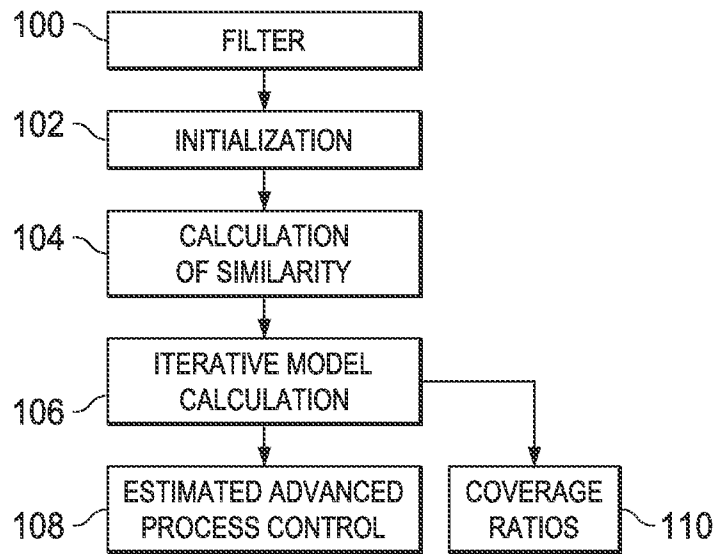 100
FILTER
102
INITIALIZATION
104
CALCULATION
OF SIMILARITY
106
ITERATIVE MODEL
CALCULATION
108
ESTIMATED ADVANCED
PROCESS CONTROL
COVERAGE
RATIOS
110